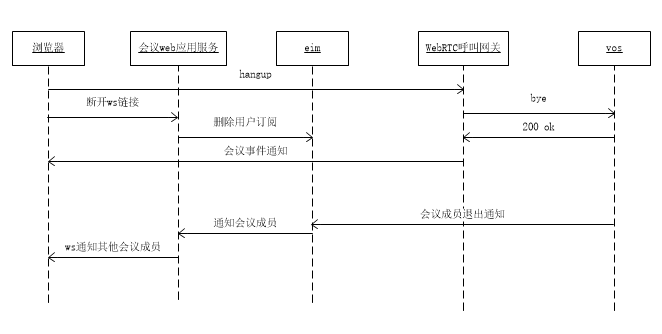 浏览器 会议web应用服务 eim WebRTC呼叫网关 vos
hangup
断开ws链接
bye
删除用户订阅
200 ok
会议事件通知
会议成员退出通知
通知会议成员
ws通知其他会议成员